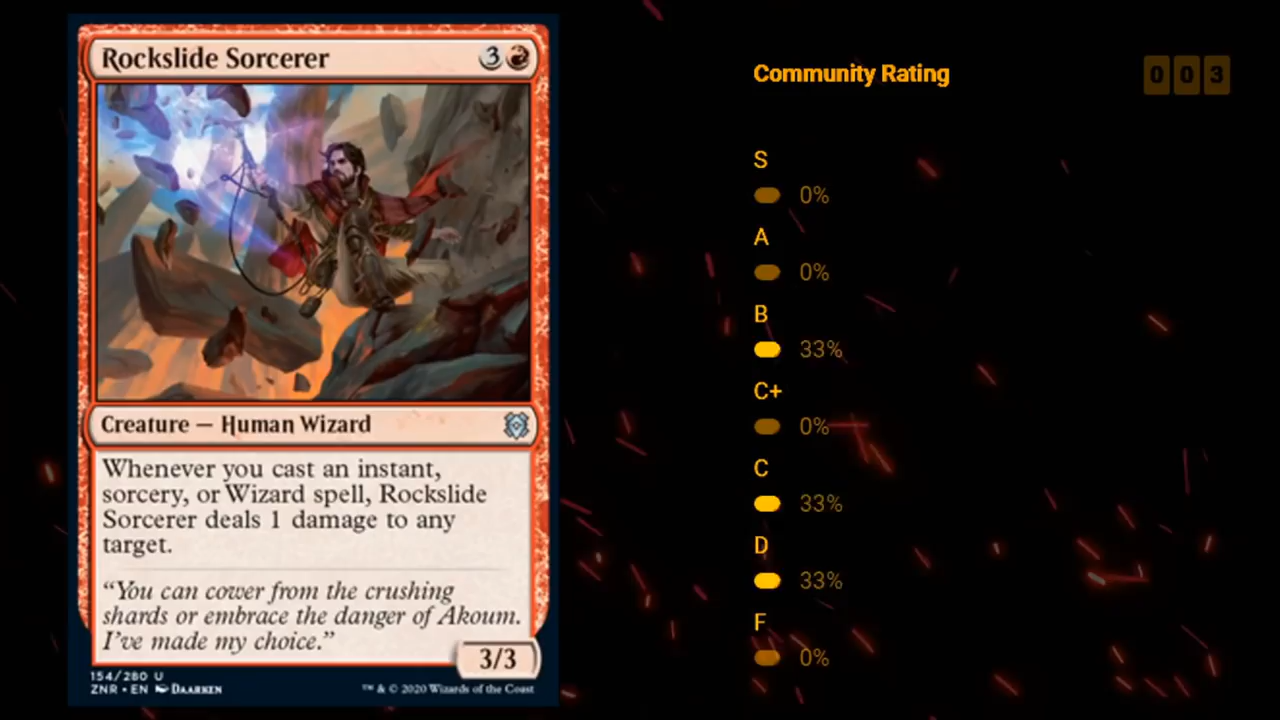 Rockslide Sorcerer
3
Creature — Human Wizard
Whenever you cast an instant,
sorcery, or Wizard spell, Rockslide
Sorcerer deals 1 damage to any
target.
“You can cower from the crushing
shards or embrace the danger of Akoum.
I’ve made my choice.”
3/3
154/280 U
ZNR • EN DAARKEN
™ & © 2020 Wizards of the Coast
Community Rating
003
S
0%
A
0%
B
33%
C+
0%
C
33%
D
33%
F
0%